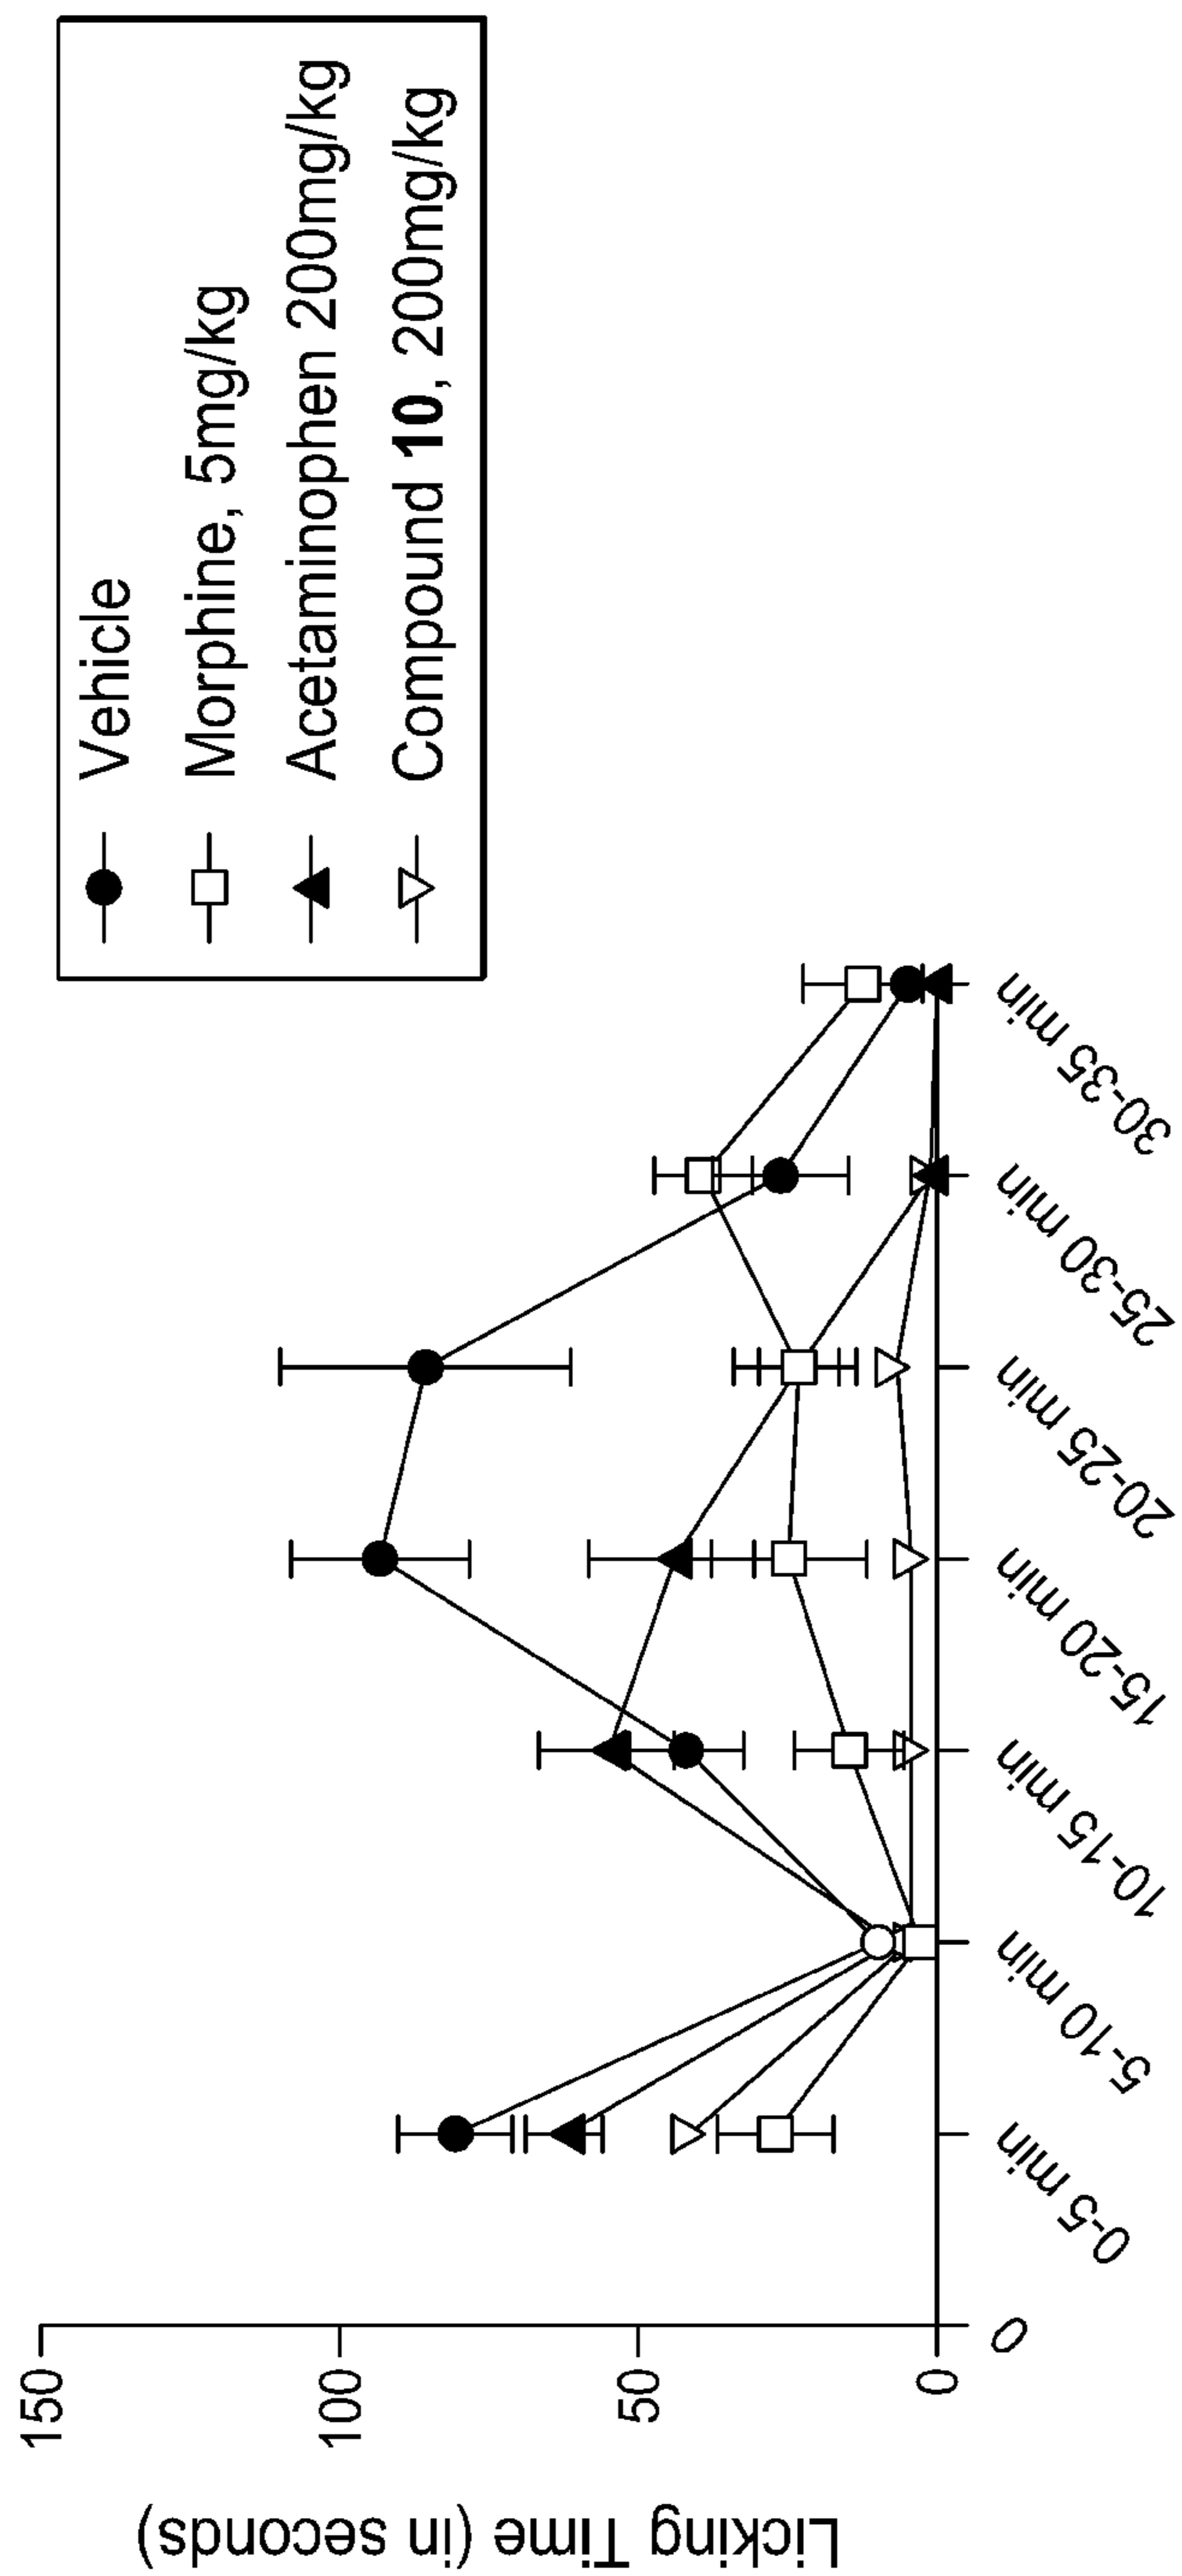 Vehicle
Morphine, 5mg/kg
Acetaminophen 200mg/kg
Compound 10, 200mg/kg
Licking Time (in seconds)
150
100
50
0
0
0-5 min
5-10 min
10-15 min
15-20 min
20-25 min
25-30 min
30-35 min